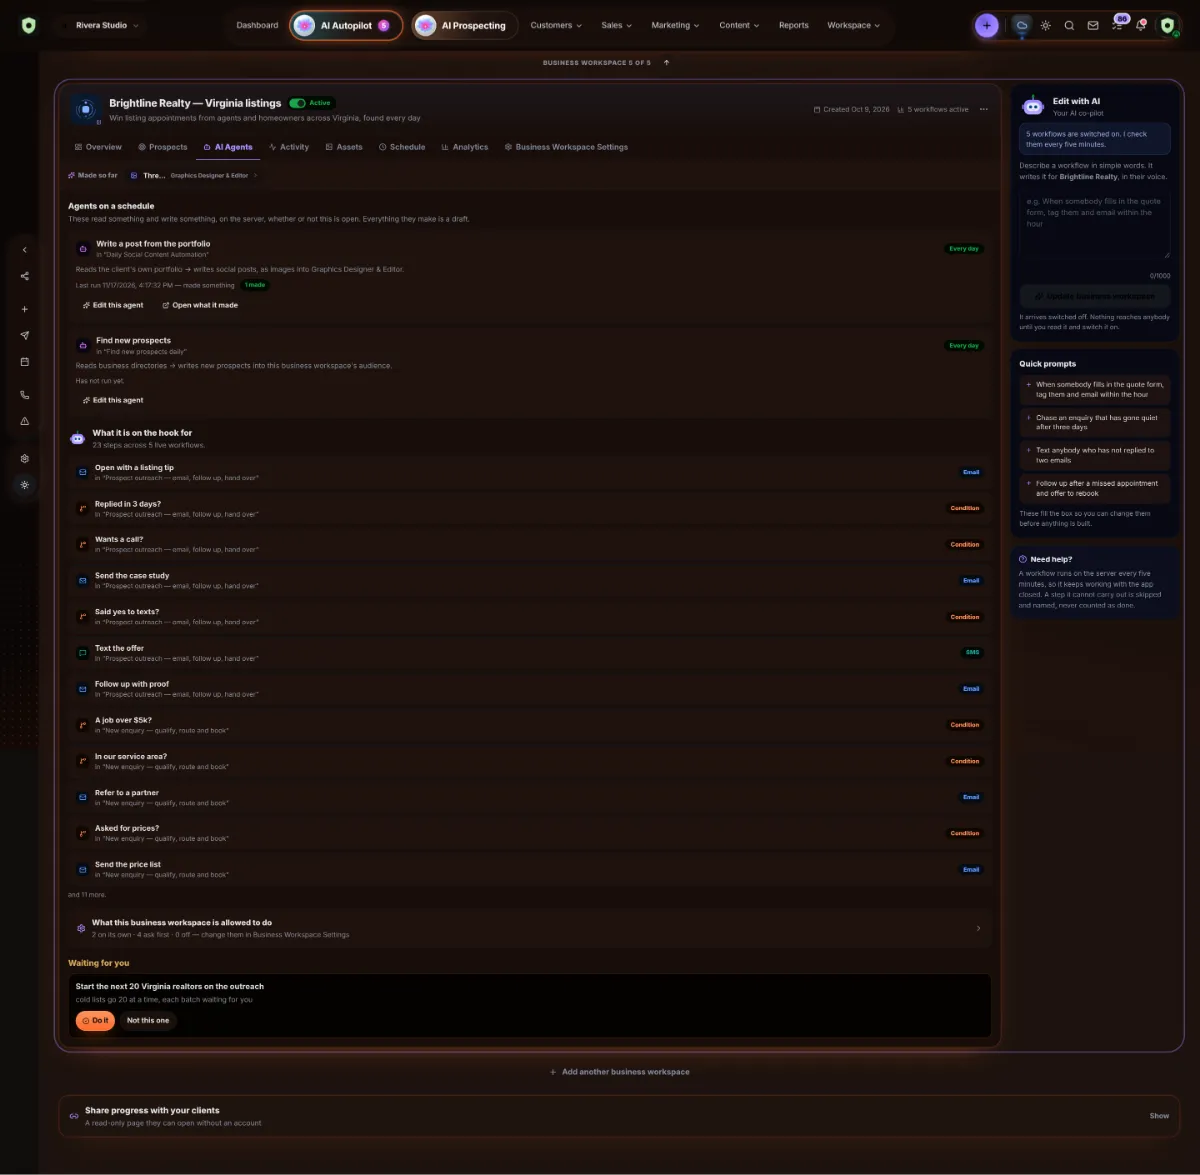 Rivera Studio
Dashboard
AI Autopilot 5
AI Prospecting
Customers
Sales
Marketing
Content
Reports
Workspace
86
BUSINESS WORKSPACE 5 OF 5
Brightline Realty — Virginia listings
Active
Win listing appointments from agents and homeowners across Virginia, found every day
Created Oct 9, 2026
5 workflows active
Overview
Prospects
AI Agents
Activity
Assets
Schedule
Analytics
Business Workspace Settings
Made so far
Thre...
Graphics Designer & Editor
Agents on a schedule
These read something and write something, on the server, whether or not this is open. Everything they make is a draft.
Write a post from the portfolio
in "Daily Social Content Automation"
Every day
Reads the client's own portfolio → writes social posts, as images into Graphics Designer & Editor.
Last run 11/17/2026, 4:17:32 PM — made something
1 made
Edit this agent
Open what it made
Find new prospects
in "Find new prospects daily"
Every day
Reads business directories → writes new prospects into this business workspace's audience.
Has not run yet.
Edit this agent
What it is on the hook for
23 steps across 5 live workflows.
Open with a listing tip
in "Prospect outreach — email, follow up, hand over"
Email
Replied in 3 days?
in "Prospect outreach — email, follow up, hand over"
Condition
Wants a call?
in "Prospect outreach — email, follow up, hand over"
Condition
Send the case study
in "Prospect outreach — email, follow up, hand over"
Email
Said yes to texts?
in "Prospect outreach — email, follow up, hand over"
Condition
Text the offer
in "Prospect outreach — email, follow up, hand over"
SMS
Follow up with proof
in "Prospect outreach — email, follow up, hand over"
Email
A job over $5k?
in "New enquiry — qualify, route and book"
Condition
In our service area?
in "New enquiry — qualify, route and book"
Condition
Refer to a partner
in "New enquiry — qualify, route and book"
Email
Asked for prices?
in "New enquiry — qualify, route and book"
Condition
Send the price list
in "New enquiry — qualify, route and book"
Email
and 11 more.
What this business workspace is allowed to do
2 on its own · 4 ask first · 0 off — change them in Business Workspace Settings
Waiting for you
Start the next 20 Virginia realtors on the outreach
cold lists go 20 at a time, each batch waiting for you
Do it
Not this one
Edit with AI
Your AI co-pilot
5 workflows are switched on. I check
them every five minutes.
Describe a workflow in simple words. It
writes it for Brightline Realty, in their voice.
e.g. When somebody fills in the quote
form, tag them and email within the
hour
0/1000
Update business workspace
It arrives switched off. Nothing reaches anybody
until you read it and switch it on.
Quick prompts
When somebody fills in the quote form,
tag them and email within the hour
Chase an enquiry that has gone quiet
after three days
Text anybody who has not replied to
two emails
Follow up after a missed appointment
and offer to rebook
These fill the box so you can change them
before anything is built.
Need help?
A workflow runs on the server every five
minutes, so it keeps working with the app
closed. A step it cannot carry out is skipped
and named, never counted as done.
Add another business workspace
Share progress with your clients
A read-only page they can open without an account
Show